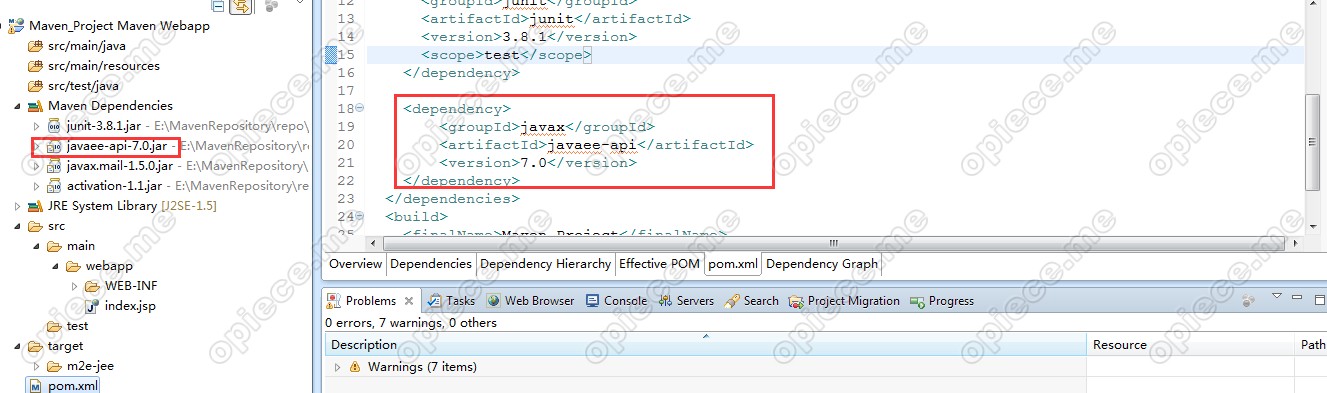 Maven_Project Maven Webapp
src/main/java
src/main/resources
src/test/java
Maven Dependencies
junit-3.8.1.jar - E:\MavenRepository\repo\
javaee-api-7.0.jar - E:\MavenRepository\r
javax.mail-1.5.0.jar - E:\MavenRepository\
activation-1.1.jar - E:\MavenRepository\re
JRE System Library [J2SE-1.5]
src
main
webapp
WEB-INF
index.jsp
test
target
m2e-jee
pom.xml
12 <groupId>junit</groupId>
13 <artifactId>junit</artifactId>
14 <version>3.8.1</version>
15 <scope>test</scope>
16 </dependency>
17
18 <dependency>
19 <groupId>javax</groupId>
20 <artifactId>javaee-api</artifactId>
21 <version>7.0</version>
22 </dependency>
23 </dependencies>
24 <build>
25 <finalName>Maven_Project</finalName>
Overview Dependencies Dependency Hierarchy Effective POM pom.xml Dependency Graph
Problems Tasks Web Browser Console Servers Search Project Migration Progress
0 errors, 7 warnings, 0 others
Description Resource Path
Warnings (7 items)
opiece.me